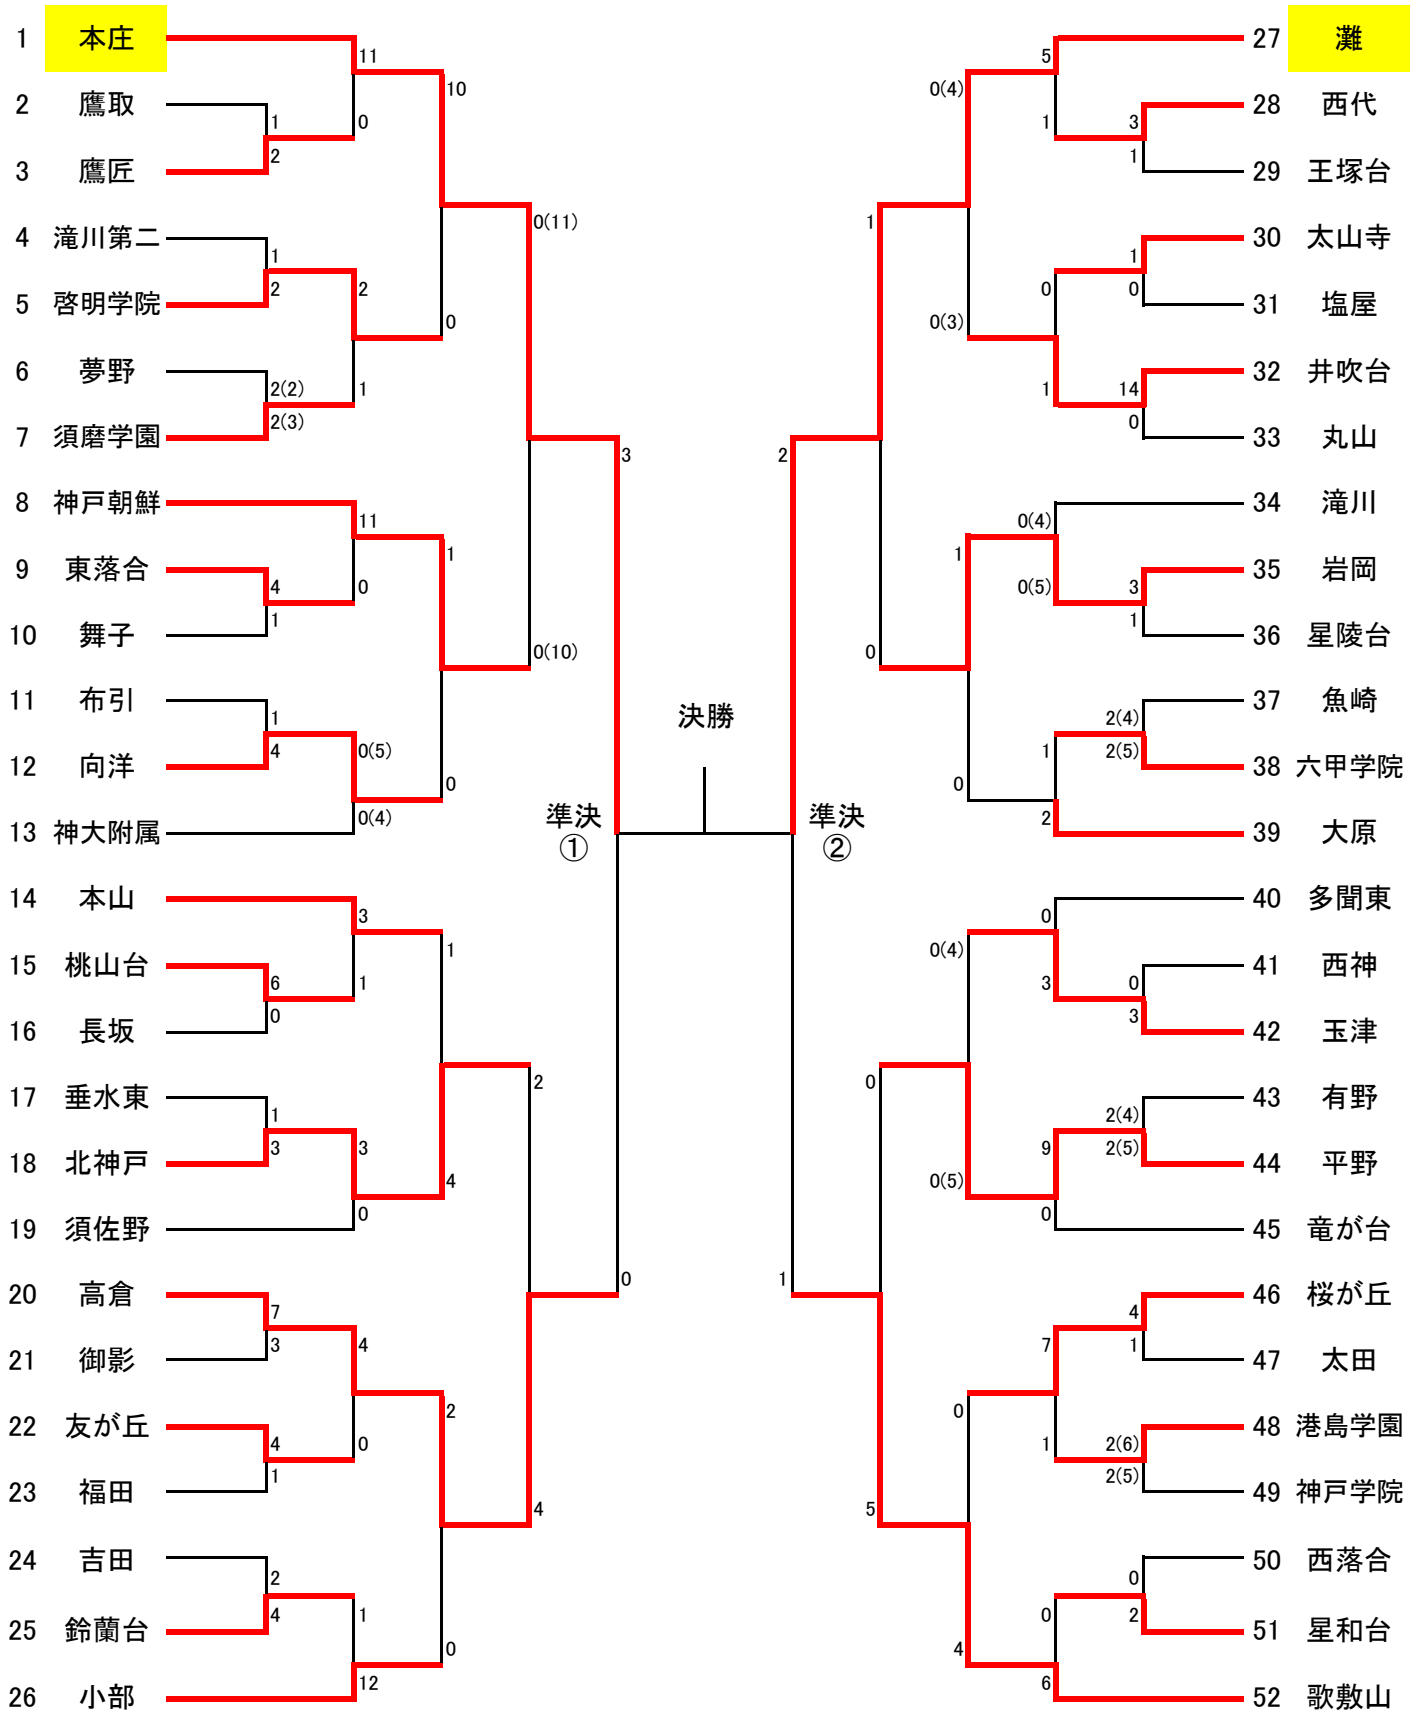 1 本庄
2 鷹取
3 鷹匠
4 滝川第二
5 啓明学院
6 夢野
7 須磨学園
8 神戸朝鮮
9 東落合
10 舞子
11 布引
12 向洋
13 神大附属
14 本山
15 桃山台
16 長坂
17 垂水東
18 北神戸
19 須佐野
20 高倉
21 御影
22 友が丘
23 福田
24 吉田
25 鈴蘭台
26 小部
11
0
1
2
1
2
2(2)
2(3)
2
1
10
0
11
0
4
1
1
4
0(5)
0(4)
1
0
0(11)
0(10)
3
1
6
0
1
3
3
0
1
4
7
3
4
1
4
0
2
4
1
12
2
0
2
4
3
0
決勝
準決
①
準決
②
2
1
1
0
0
5
0(4)
0(3)
1
0
0(4)
0(5)
0
4
5
1
0
1
0(4)
0(5)
1
2
0
3
9
0
7
1
0
6
3
1
1
0
14
0
3
1
2(4)
2(5)
0
3
2(4)
2(5)
4
1
2(6)
2(5)
0
2
27 灘
28 西代
29 王塚台
30 太山寺
31 塩屋
32 井吹台
33 丸山
34 滝川
35 岩岡
36 星陵台
37 魚崎
38 六甲学院
39 大原
40 多聞東
41 西神
42 玉津
43 有野
44 平野
45 竜が台
46 桜が丘
47 太田
48 港島学園
49 神戸学院
50 西落合
51 星和台
52 歌敷山